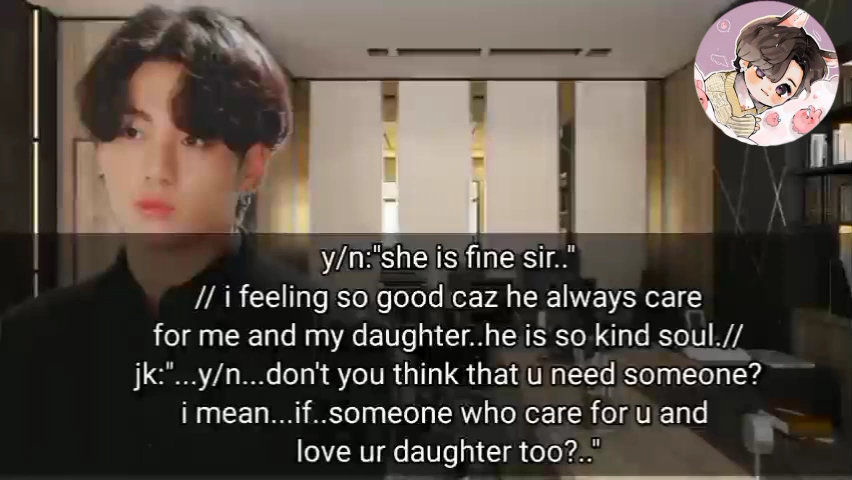 y/n:"she is fine sir.."
// i feeling so good caz he always care
for me and my daughter..he is so kind soul.//
jk:"...y/n...don't you think that u need someone?
i mean...if..someone who care for u and
love ur daughter too?.."